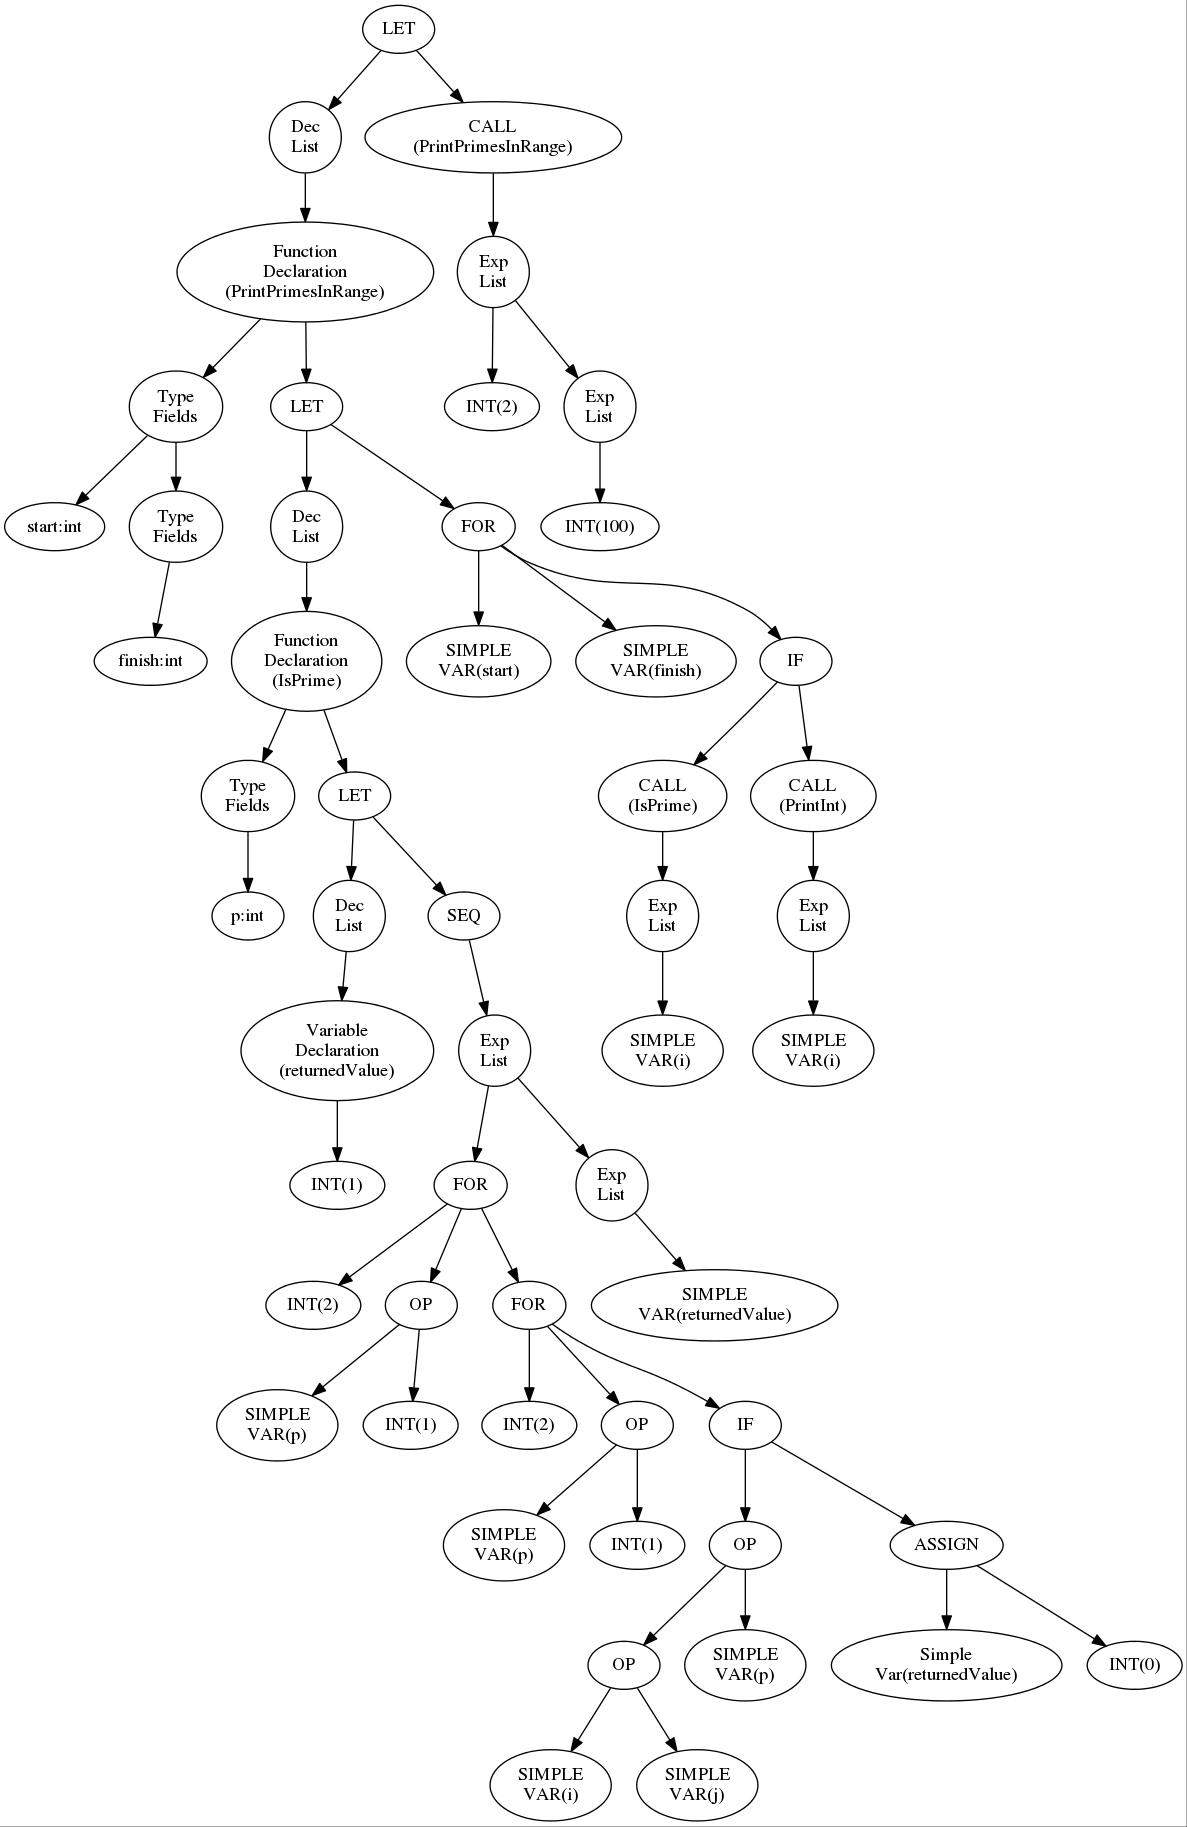 LET
Dec
List
CALL
(PrintPrimesInRange)
Function
Declaration
(PrintPrimesInRange)
Exp
List
Type
Fields
LET
INT(2)
Exp
List
start:int
Type
Fields
Dec
List
FOR
INT(100)
finish:int
Function
Declaration
(IsPrime)
SIMPLE
VAR(start)
SIMPLE
VAR(finish)
IF
Type
Fields
LET
CALL
(IsPrime)
CALL
(PrintInt)
p:int
Dec
List
SEQ
Exp
List
Exp
List
Variable
Declaration
(returnedValue)
Exp
List
SIMPLE
VAR(i)
SIMPLE
VAR(i)
INT(1)
FOR
Exp
List
INT(2)
OP
FOR
SIMPLE
VAR(returnedValue)
SIMPLE
VAR(p)
INT(1)
INT(2)
OP
IF
SIMPLE
VAR(p)
INT(1)
OP
ASSIGN
OP
SIMPLE
VAR(p)
Simple
Var(returnedValue)
INT(0)
SIMPLE
VAR(i)
SIMPLE
VAR(j)